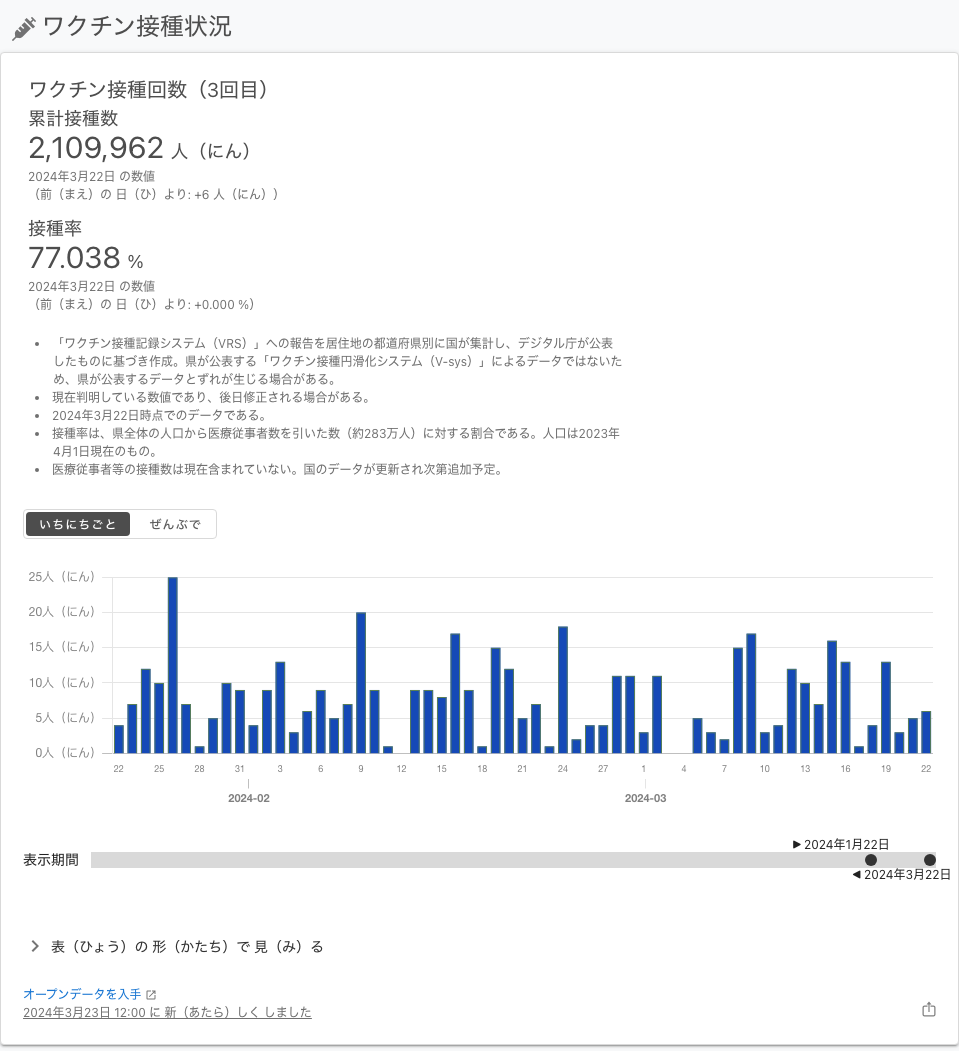 ワクチン接種状況
ワクチン接種回数（3回目）
累計接種数
2,109,962 人（にん）
2024年3月22日 の数値
（前（まえ）の 日（ひ）より: +6 人（にん））
接種率
77.038 %
2024年3月22日 の数値
（前（まえ）の 日（ひ）より: +0.000 %）
「ワクチン接種記録システム（VRS）」への報告を居住地の都道府県別に国が集計し、デジタル庁が公表
したものに基づき作成。県が公表する「ワクチン接種円滑化システム（V-sys）」によるデータではないた
め、県が公表するデータとずれが生じる場合がある。
現在判明している数値であり、後日修正される場合がある。
2024年3月22日時点でのデータである。
接種率は、県全体の人口から医療従事者数を引いた数（約283万人）に対する割合である。人口は2023年
4月1日現在のもの。
医療従事者等の接種数は現在含まれていない。国のデータが更新され次第追加予定。
いちにちごと ぜんぶで
25人（にん）
20人（にん）
15人（にん）
10人（にん）
5人（にん）
0人（にん）
22 25 28 31 3 6 9 12 15 18 21 24 27 1 4 7 10 13 16 19 22
2024-02 2024-03
2024年1月22日
表示期間
2024年3月22日
表（ひょう）の 形（かたち）で 見（み）る
オープンデータを入手
2024年3月23日 12:00 に 新（あたら）しく しました